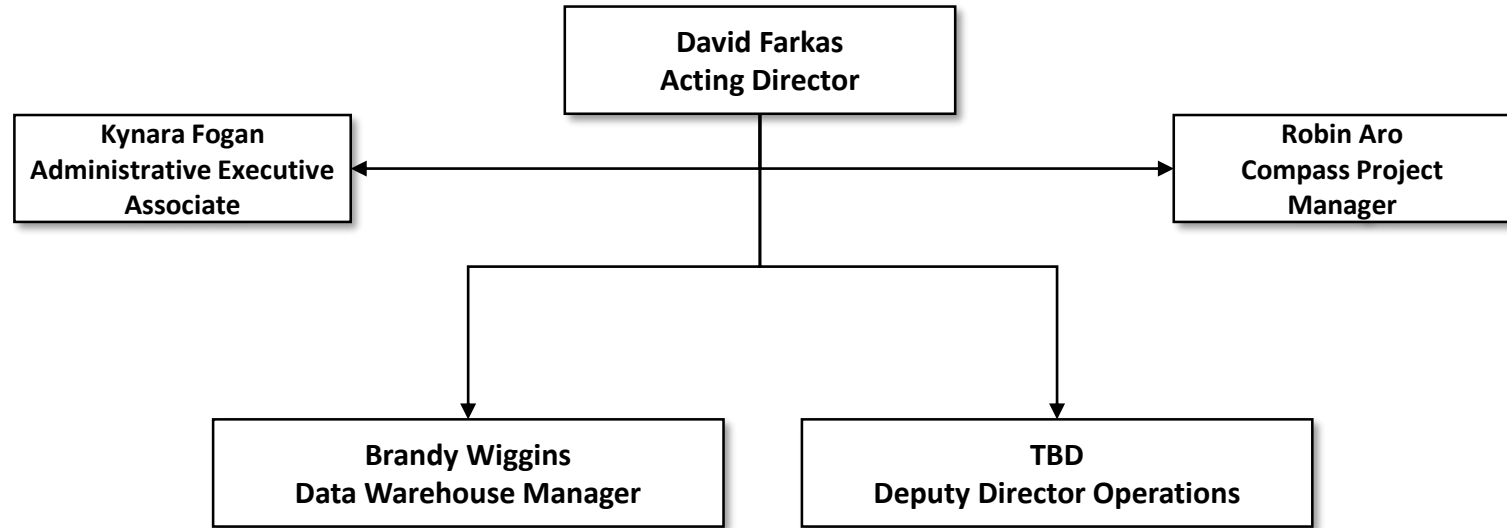 David Farkas
Acting Director
Kynara Fogan
Administrative Executive
Associate
Robin Aro
Compass Project
Manager
Brandy Wiggins
Data Warehouse Manager
TBD
Deputy Director Operations